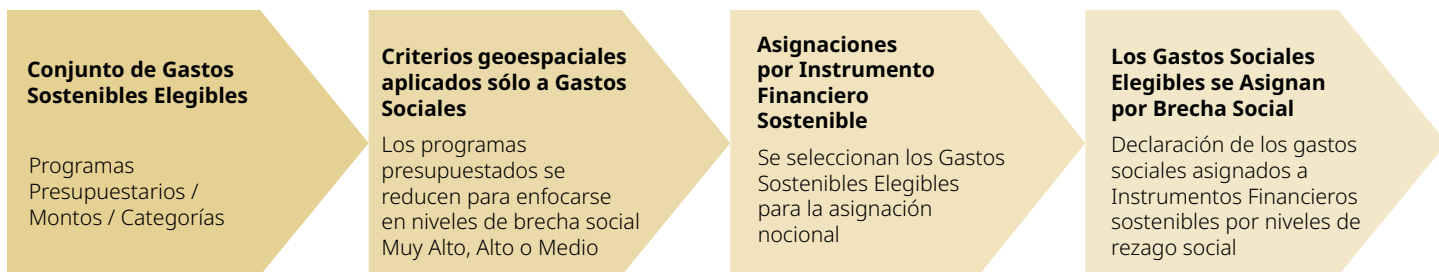 Conjunto de Gastos
Sostenibles Elegibles
Programas
Presupuestarios /
Montos / Categorías
Criterios geoespaciales
aplicados sólo a Gastos
Sociales
Los programas
presupuestados se
reducen para enfocarse
en niveles de brecha social
Muy Alto, Alto o Medio
Asignaciones
por Instrumento
Financiero
Sostenible
Se seleccionan los Gastos
Sostenibles Elegibles
para la asignación
nocional
Los Gastos Sociales
Elegibles se Asignan
por Brecha Social
Declaración de los gastos
sociales asignados a
Instrumentos Financieros
sostenibles por niveles de
rezago social